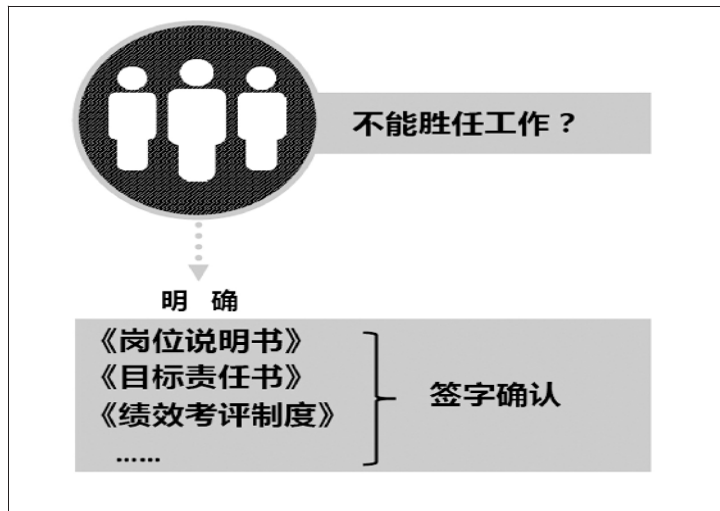 不能胜任工作？
明 确
《岗位说明书》
《目标责任书》
《绩效考评制度》
……
签字确认